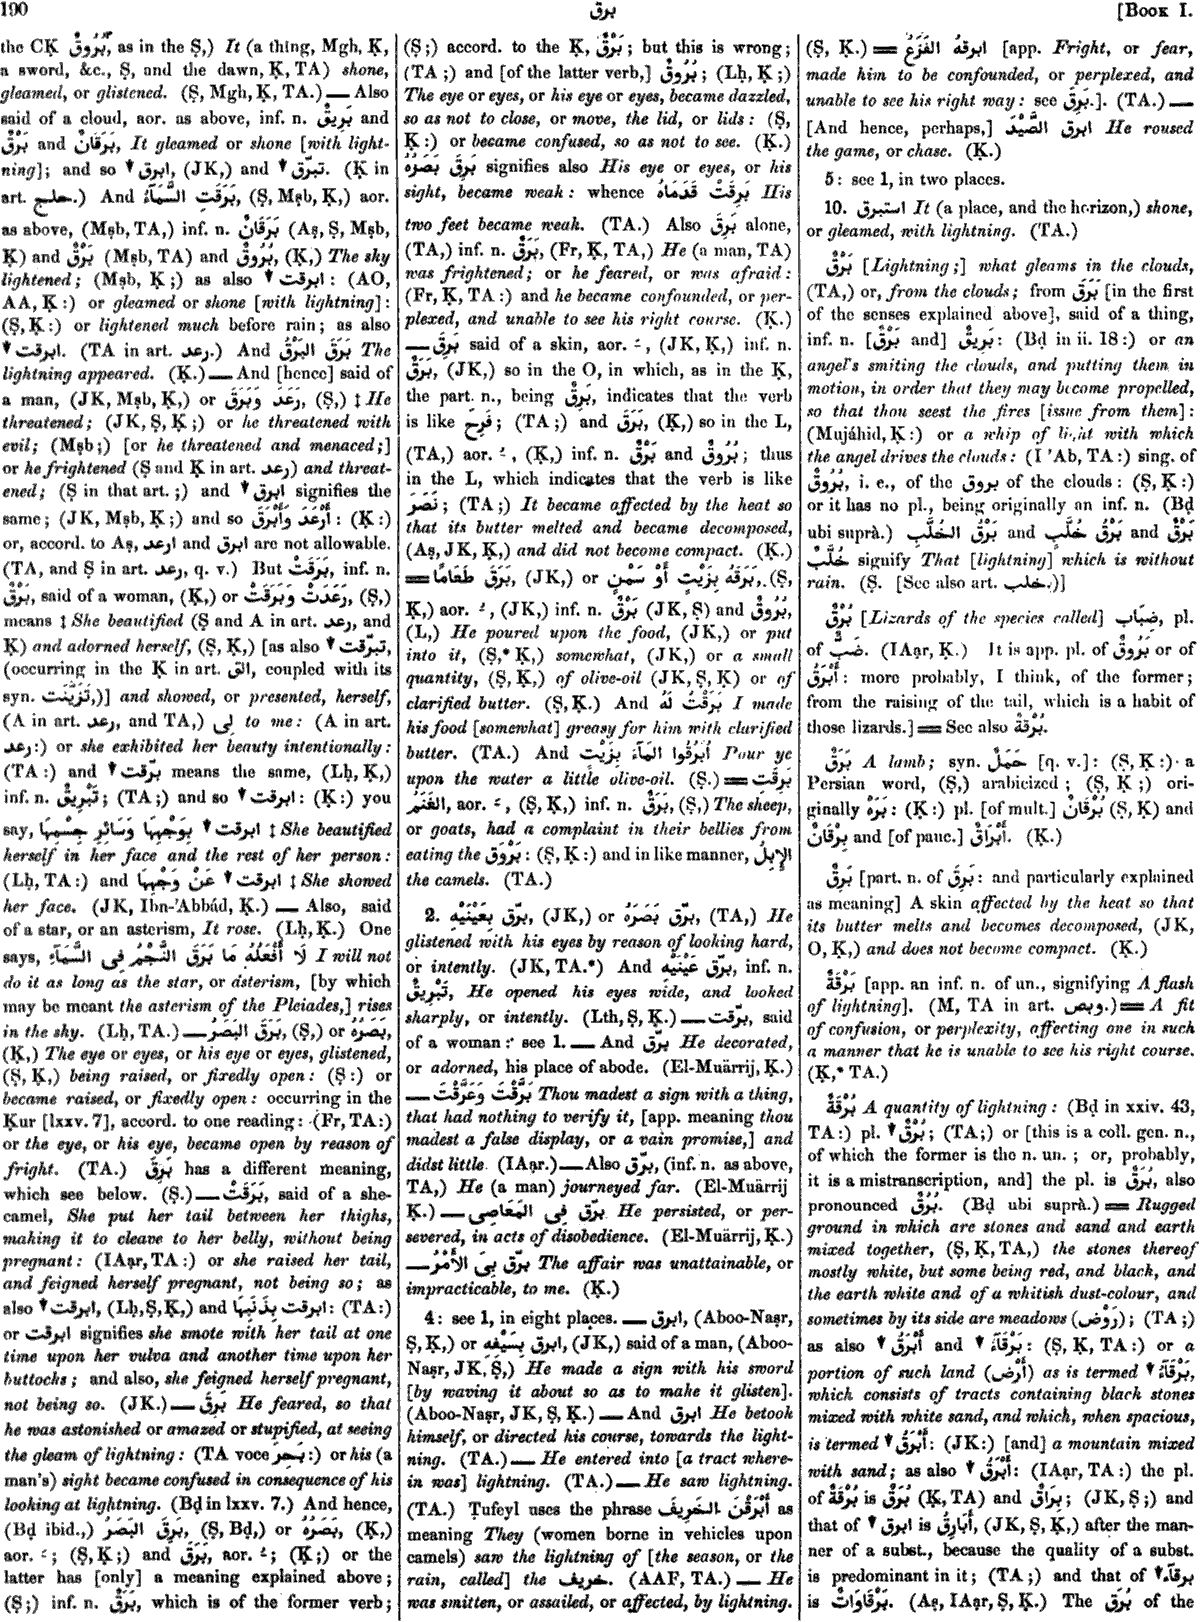 190
برق
[Book I.
the CK بُرُوقٌ, as in the Ṣ,) It (a thing, Mgh, Ḳ,
a sword, &c., Ṣ, and the dawn, Ḳ, TA) shone,
gleamed, or glistened. (Ṣ, Mgh, Ḳ, TA.) — Also
said of a cloud, aor. as above, inf. n. بَرِيقٌ and
بَرْقٌ and بَرَقَانٌ, It gleamed or shone [with light-
ning]; and so ↓ ابرق, (JK,) and ↓ تبرّق. (Ḳ in
art. حلج.) And بَرَقَتِ السَّمَآءُ, (Ṣ, Mṣb, Ḳ,) aor.
as above, (Mṣb, TA,) inf. n. بَرَقَانٌ (Aṣ, Ṣ, Mṣb,
Ḳ) and بَرْقٌ (Mṣb, TA) and بُرُوقٌ, (Ḳ,) The sky
lightened; (Mṣb, Ḳ;) as also ↓ ابرقت: (AO,
AA, Ḳ:) or gleamed or shone [with lightning]:
(Ṣ, Ḳ:) or lightened much before rain; as also
↓ ابرقت. (TA in art. رعد.) And بَرَقَ البَرْقُ The
lightning appeared. (Ḳ.) — And [hence] said of
a man, (JK, Mṣb, Ḳ,) or رَعَدَ وَبَرَقَ, (Ṣ,) ‡ He
threatened; (JK, Ṣ, Ḳ;) or he threatened with
evil; (Mṣb;) [or he threatened and menaced;]
or he frightened (Ṣ and Ḳ in art. رعد) and threat-
ened; (Ṣ in that art.;) and ↓ ابرق signifies the
same; (JK, Mṣb, Ḳ;) and so أَرْعَدَ وَأَبْرَقَ: (Ḳ:)
or, accord. to Aṣ, ارعد and ابرق are not allowable.
(TA, and Ṣ in art. رعد, q. v.) But بَرَقَتْ, inf. n.
بَرْقٌ, said of a woman, (Ḳ,) or رَعَدَتْ وَبَرَقَتْ, (Ṣ,)
means ‡ She beautified (Ṣ and A in art. رعد, and
Ḳ) and adorned herself, (Ṣ, Ḳ,) [as also ↓ تبرّقت,
(occurring in the Ḳ in art. الق, coupled with its
syn. تَزَيَّنَتْ,)] and showed, or presented, herself,
(A in art. رعد, and TA,) لِى to me: (A in art.
رعد:) or she exhibited her beauty intentionally:
(TA:) and ↓ برّقت means the same, (Lḥ, Ḳ,)
inf. n. تَبْرِيقٌ; (TA;) and so ↓ ابرقت: (Ḳ:) you
say, ابرقت ↓ بِوَجْهِهَا وَسَائِرِ جِسْمِهَا ‡ She beautified
herself in her face and the rest of her person:
(Lḥ, TA:) and ابرقت ↓ عَنْ وَجْهِهَا ‡ She showed
her face. (JK, Ibn-'Abbád, Ḳ.) — Also, said
of a star, or an asterism, It rose. (Lḥ, Ḳ.) One
says, لَا أَفْعَلُهُ مَا بَرَقَ النَّجْمُ فِى السَّمَآءِ I will not
do it as long as the star, or asterism, [by which
may be meant the asterism of the Pleiades,] rises
in the sky. (Lḥ, TA.) — بَرَقَ البَصَرُ, (Ṣ,) or بَصَرُهُ,
(Ḳ,) The eye or eyes, or his eye or eyes, glistened,
(Ṣ, Ḳ,) being raised, or fixedly open: (Ṣ:) or
became raised, or fixedly open: occurring in the
Ḳur [lxxv. 7], accord. to one reading: (Fr, TA:)
or the eye, or his eye, became open by reason of
fright. (TA.) بَرِقَ has a different meaning,
which see below. (Ṣ.) — بَرَقَتْ, said of a she-
camel, She put her tail between her thighs,
making it to cleave to her belly, without being
pregnant: (IAạr, TA:) or she raised her tail,
and feigned herself pregnant, not being so; as
also ↓ ابرقت, (Lḥ, Ṣ, Ḳ,) and ابرقت بِذَنَبِهَا: (TA:)
or ابرقت signifies she smote with her tail at one
time upon her vulva and another time upon her
buttocks; and also, she feigned herself pregnant,
not being so. (JK.) — بَرِقَ He feared, so that
he was astonished or amazed or stupified, at seeing
the gleam of lightning: (TA voce بَحِرَ:) or his (a
man's) sight became confused in consequence of his
looking at lightning. (Bḍ in lxxv. 7.) And hence,
(Bḍ ibid.,) بَرِقَ البَصَرُ, (Ṣ, Bḍ,) or بَصَرُهُ, (Ḳ,)
aor. ـَ; (Ṣ, Ḳ;) and بَرَقَ, aor. ـُ; (Ḳ;) or the
latter has [only] a meaning explained above;
(Ṣ;) inf. n. بَرَقٌ, which is of the former verb;
(Ṣ;) accord. to the Ḳ, بَرْقٌ; but this is wrong;
(TA;) and [of the latter verb,] بُرُوقٌ; (Lḥ, Ḳ;)
The eye or eyes, or his eye or eyes, became dazzled,
so as not to close, or move, the lid, or lids: (Ṣ,
Ḳ:) or became confused, so as not to see. (Ḳ.)
بَرِقَ بَصَرُهُ signifies also His eye or eyes, or his
sight, became weak: whence بَرِقَتْ قَدَمَاهُ His
two feet became weak. (TA.) Also بَرِقَ alone,
(TA,) inf. n. بَرَقٌ, (Fr, Ḳ, TA,) He (a man, TA)
was frightened; or he feared, or was afraid:
(Fr, Ḳ, TA:) and he became confounded, or per-
plexed, and unable to see his right course. (Ḳ.)
— بَرِقَ said of a skin, aor. ـَ, (JK, Ḳ,) inf. n.
بَرَقٌ, (JK,) so in the O, in which, as in the Ḳ,
the part. n., being بَرِقٌ, indicates that the verb
is like فَرِحَ; (TA;) and بَرَقَ, (Ḳ,) so in the L,
(TA,) aor. ـُ, (Ḳ,) inf. n. بَرْقٌ and بُرُوقٌ; thus
in the L, which indicates that the verb is like
نَصَرَ; (TA;) It became affected by the heat so
that its butter melted and became decomposed,
(Aṣ, JK, Ḳ,) and did not become compact. (Ḳ.)
= بَرَقَ طَعَامًا, (JK,) or بَرَقَهُ بِزَيْتٍ أَوْ سَمْنٍ, (Ṣ,
Ḳ,) aor. ـُ, (JK,) inf. n. بَرْقٌ (JK, Ṣ) and بُرُوقٌ,
(L,) He poured upon the food, (JK,) or put
into it, (Ṣ,* Ḳ,) somewhat, (JK,) or a small
quantity, (Ṣ, Ḳ,) of olive-oil (JK, Ṣ, Ḳ) or of
clarified butter. (Ṣ, Ḳ.) And بَرَقْتُ لَهُ I made
his food [somewhat] greasy for him with clarified
butter. (TA.) And اُبْرُقُوا المَآءَ بِزَيْتٍ Pour ye
upon the water a little olive-oil. (Ṣ.) = بَرِقَتِ
الغَنَمُ, aor. ـَ, (Ṣ, Ḳ,) inf. n. بَرَقٌ, (Ṣ,) The sheep,
or goats, had a complaint in their bellies from
eating the بَرْوَق: (Ṣ, Ḳ:) and in like manner, الإِبِلُ
the camels. (TA.)
2. برّق بِعَيْنَيْهِ, (JK,) or برّق بَصَرَهُ, (TA,) He
glistened with his eyes by reason of looking hard,
or intently. (JK, TA.*) And برّق عَيْنَيْهِ, inf. n.
تَبْرِيقٌ, He opened his eyes wide, and looked
sharply, or intently. (Lth, Ṣ, Ḳ.) — برّقت, said
of a woman: see 1. — And برّق He decorated,
or adorned, his place of abode. (El-Muärrij, Ḳ.)
— بَرَّقْتَ وَعَرَّقْتَ Thou madest a sign with a thing,
that had nothing to verify it, [app. meaning thou
madest a false display, or a vain promise,] and
didst little. (IAạr.) — Also برّق, (inf. n. as above,
TA,) He (a man) journeyed far. (El-Muärrij
Ḳ.) — برّق فِى المَعَاصِى He persisted, or per-
severed, in acts of disobedience. (El-Muärrij, Ḳ.)
— برّق بِىَ الأَمْرُ The affair was unattainable, or
impracticable, to me. (Ḳ.)
4: see 1, in eight places. — ابرق, (Aboo-Naṣr,
Ṣ, Ḳ,) or ابرق بِسَيْفِهِ, (JK,) said of a man, (Aboo-
Naṣr, JK, Ṣ,) He made a sign with his sword
[by waving it about so as to make it glisten].
(Aboo-Naṣr, JK, Ṣ, Ḳ.) — And ابرق He betook
himself, or directed his course, towards the light-
ning. (TA.) — He entered into [a tract where-
in was] lightning. (TA.) — He saw lightning.
(TA.) Ṭufeyl uses the phrase أَبْرَقْنَ الخَرِيفَ as
meaning They (women borne in vehicles upon
camels) saw the lightning of [the season, or the
rain, called] the خريف. (AAF, TA.) — He
was smitten, or assailed, or affected, by lightning.
(Ṣ, Ḳ.) = ابرقهُ الفَزَعُ [app. Fright, or fear,
made him to be confounded, or perplexed, and
unable to see his right way: see بَرِقَ.]. (TA.) —
[And hence, perhaps,] ابرق الصَّيْدَ He roused
the game, or chase. (Ḳ.)
5: see 1, in two places.
10. استبرق It (a place, and the horizon,) shone,
or gleamed, with lightning. (TA.)
بَرْقٌ [Lightning;] what gleams in the clouds,
(TA,) or, from the clouds; from بَرَقَ [in the first
of the senses explained above], said of a thing,
inf. n. [بَرْقٌ and] بَرِيقٌ: (Bḍ in ii. 18:) or an
angel's smiting the clouds, and putting them in
motion, in order that they may become propelled,
so that thou seest the fires [issue from them]:
(Mujáhid, Ḳ:) or a whip of light with which
the angel drives the clouds: (I 'Ab, TA:) sing. of
بُرُوقٌ, i. e., of the بروق of the clouds: (Ṣ, Ḳ:)
or it has no pl., being originally an inf. n. (Bḍ
ubi suprà.) بَرْقُ الخُلَّبِ and بَرْقُ خُلَّبٍ and بَرْقٌ
خُلَّبٌ signify That [lightning] which is without
rain. (Ṣ. [See also art. خلب.])
بُرْقٌ [Lizards of the species called] ضِبَاب, pl.
of ضَبٌّ. (IAạr, Ḳ.) It is app. pl. of بَرُوقٌ or of
أَبْرَقُ: more probably, I think, of the former;
from the raising of the tail, which is a habit of
those lizards.] = See also بُرْقَةٌ.
بَرَقٌ A lamb; syn. حَمَلٌ [q. v.]: (Ṣ, Ḳ:) a
Persian word, (Ṣ,) arabicized; (Ṣ, Ḳ;) ori-
ginally بَرَهْ: (Ḳ:) pl. [of mult.] بُرْقَانٌ (Ṣ, Ḳ) and
بِرْقَانٌ and [of pauc.] أَبْرَاقٌ. (Ḳ.)
بَرِقٌ [part. n. of بَرِقَ: and particularly explained
as meaning] A skin affected by the heat so that
its butter melts and becomes decomposed, (JK,
O, Ḳ,) and does not become compact. (Ḳ.)
بَرْقَةٌ [app. an inf. n. of un., signifying A flash
of lightning]. (M, TA in art. وبص.) = A fit
of confusion, or perplexity, affecting one in such
a manner that he is unable to see his right course.
(Ḳ,* TA.)
بُرْقَةٌ A quantity of lightning: (Bḍ in xxiv. 43,
TA:) pl. ↓ بُرْقٌ; (TA;) or [this is a coll. gen. n.,
of which the former is the n. un.; or, probably,
it is a mistranscription, and] the pl. is بُرَقٌ, also
pronounced بُرُقٌ. (Bḍ ubi suprà.) = Rugged
ground in which are stones and sand and earth
mixed together, (Ṣ, Ḳ, TA,) the stones thereof
mostly white, but some being red, and black, and
the earth white and of a whitish dust-colour, and
sometimes by its side are meadows (رَوْض); (TA;)
as also ↓ أَبْرَقُ and ↓ بَرْقَآءُ: (Ṣ, Ḳ, TA:) or a
portion of such land (أَرْض) as is termed ↓ بَرْقَآءُ,
which consists of tracts containing black stones
mixed with white sand, and which, when spacious,
is termed ↓ أَبْرَقُ: (JK:) [and] a mountain mixed
with sand; as also ↓ أَبْرَقُ: (IAạr, TA:) the pl.
of بُرْقَةٌ is بُرَقٌ (Ḳ, TA) and بِرَاقٌ; (JK, Ṣ;) and
that of ↓ ابرق is أَبَارِقُ, (JK, Ṣ, Ḳ,) after the man-
ner of a subst., because the quality of a subst.
is predominant in it; (TA;) and that of ↓ برقآء
is بَرْقَاوَاتٌ. (Aṣ, IAạr, Ṣ, Ḳ.) The بُرَق of the